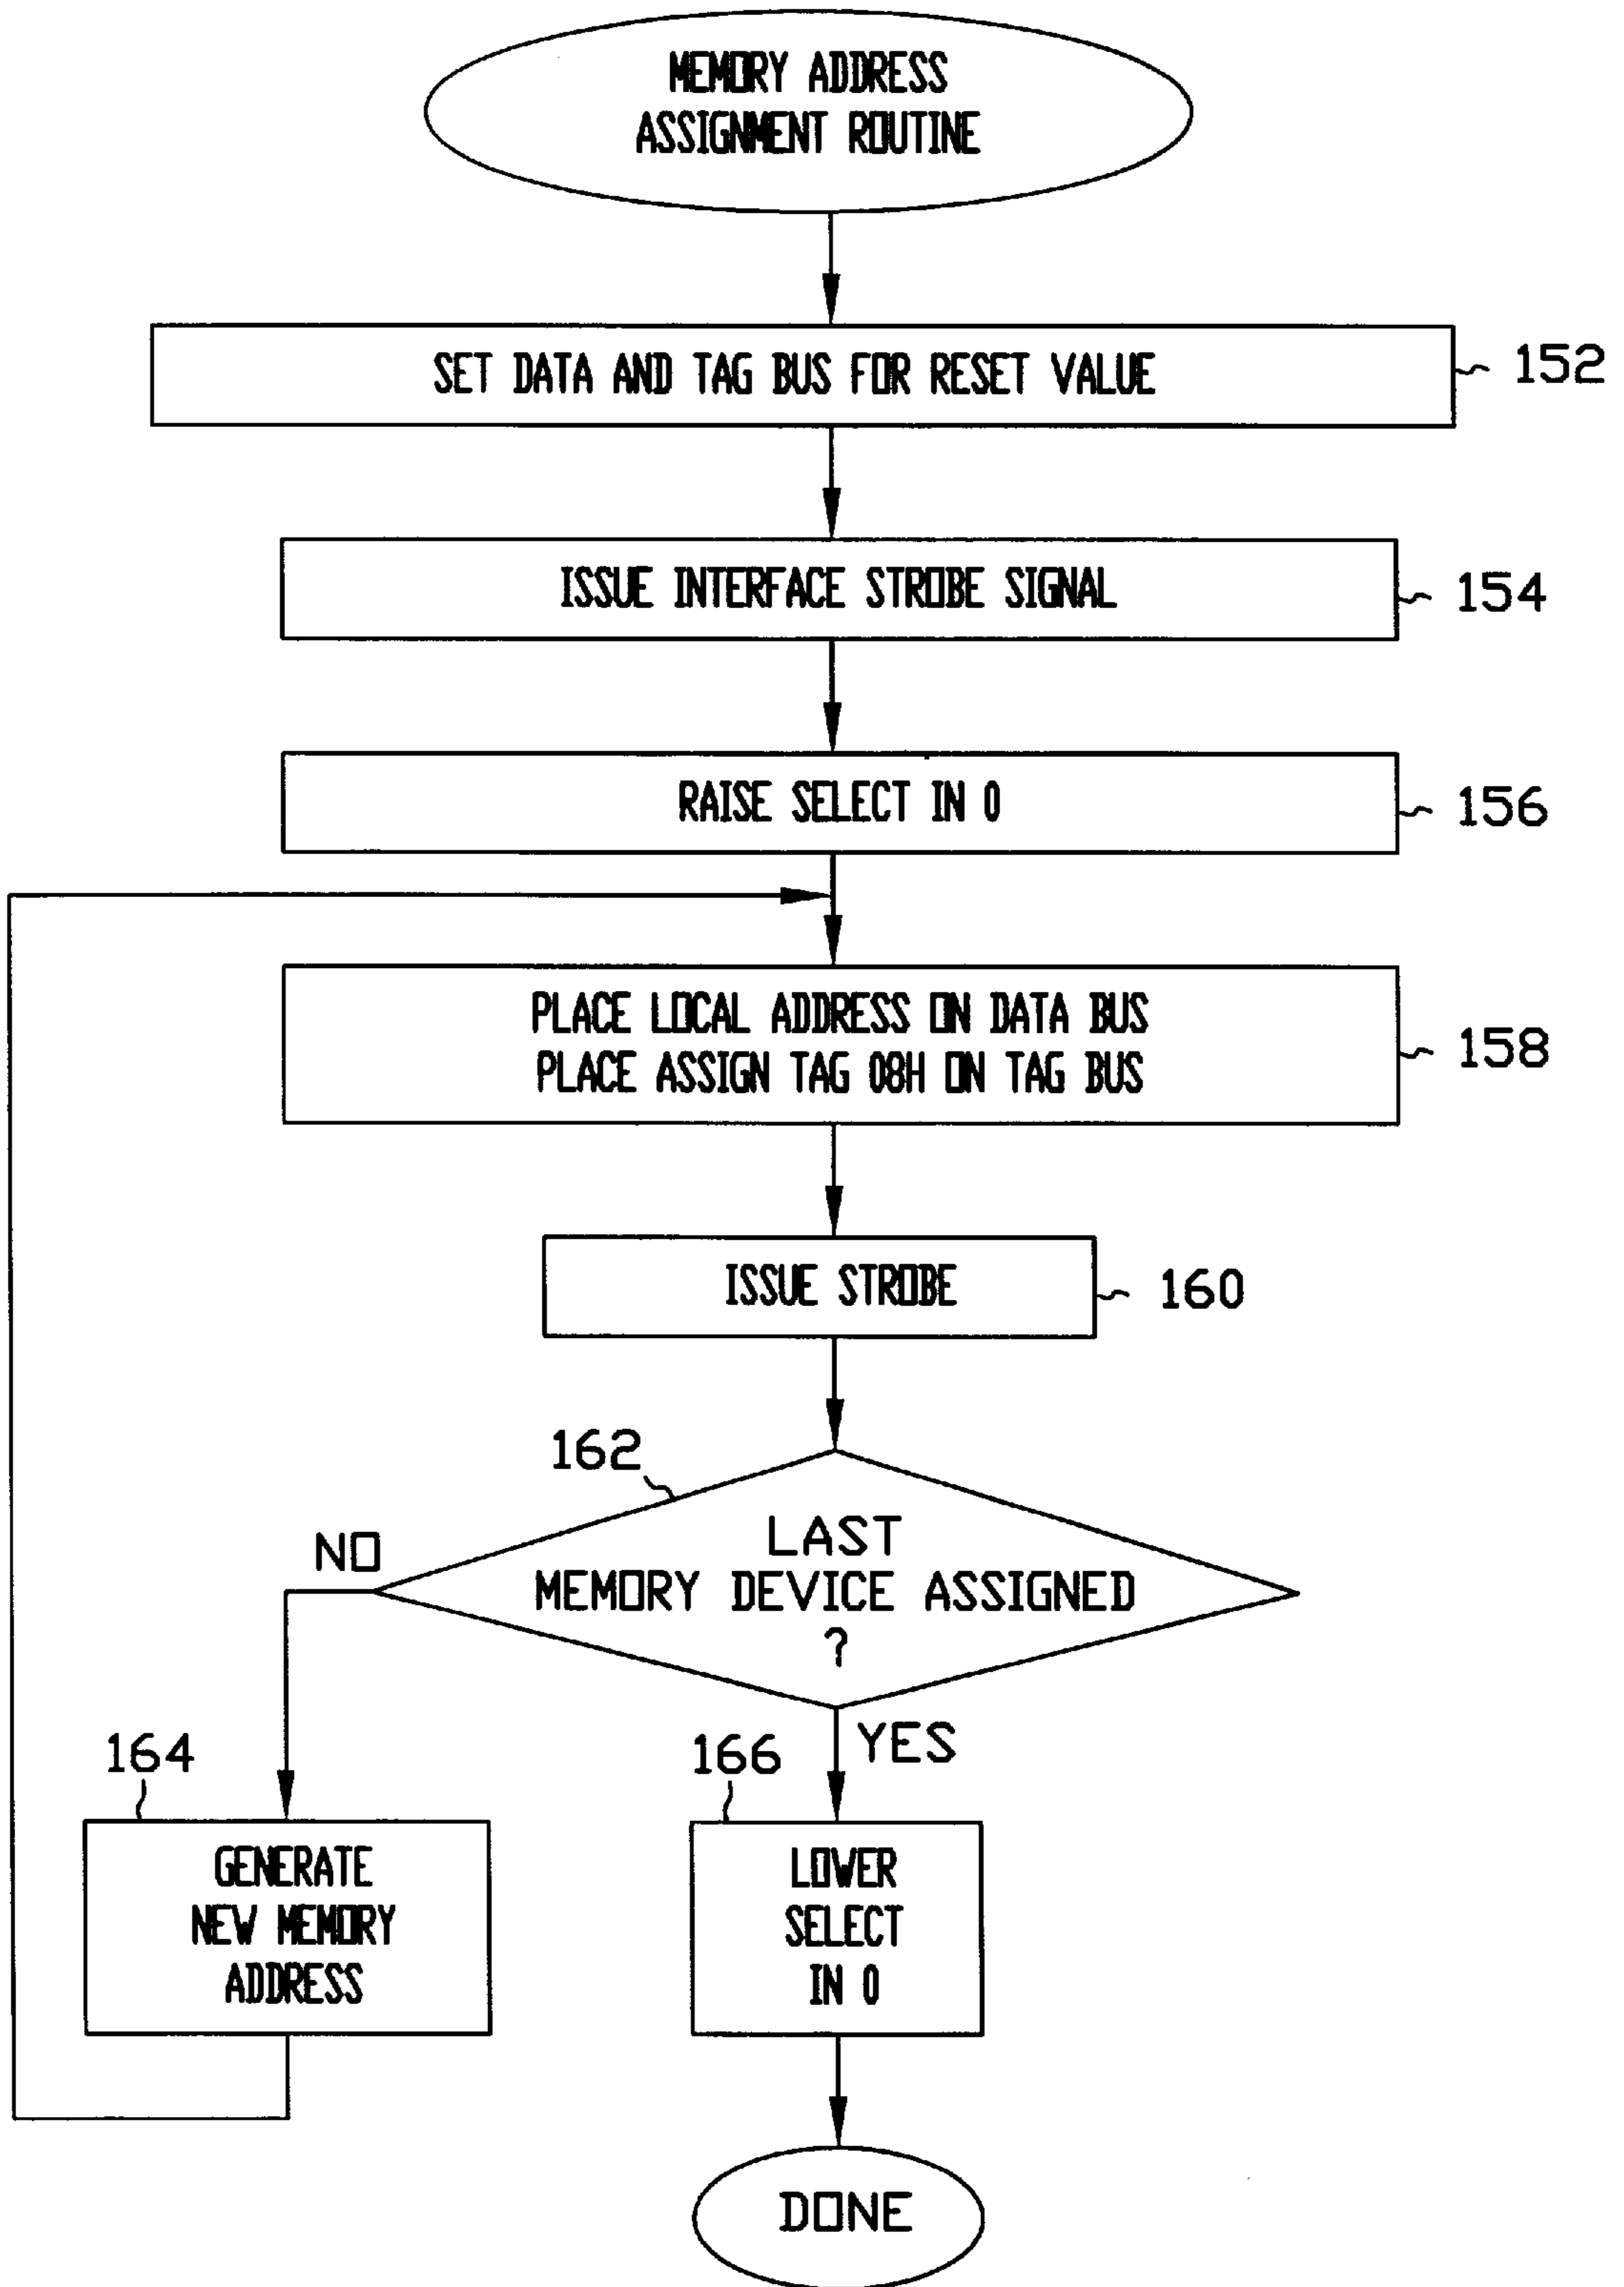 MEMORY ADDRESS
ASSIGNMENT ROUTINE
SET DATA AND TAG BUS FOR RESET VALUE
152
ISSUE INTERFACE STROBE SIGNAL
154
RAISE SELECT IN 0
156
PLACE LOCAL ADDRESS ON DATA BUS
PLACE ASSIGN TAG 08H ON TAG BUS
158
ISSUE STROBE
160
162
NO
LAST
MEMORY DEVICE ASSIGNED
?
YES
164
GENERATE
NEW MEMORY
ADDRESS
166
LOWER
SELECT
IN 0
DONE